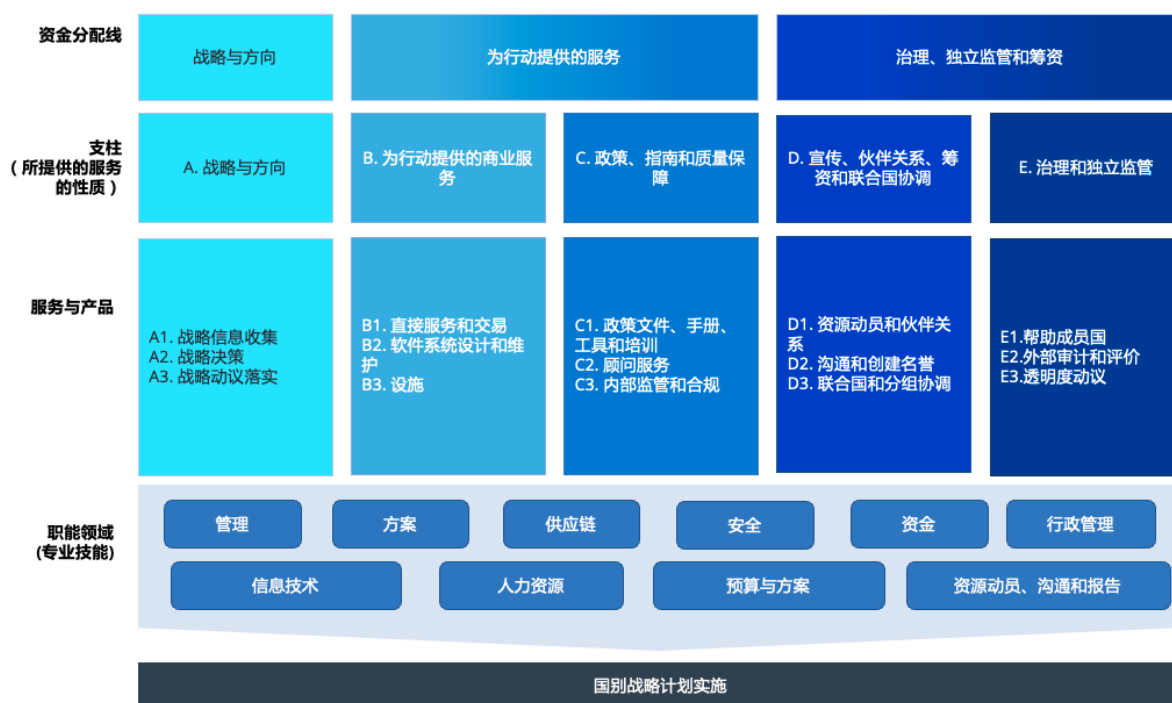 资金分配线
战略与方向
为行动提供的服务
治理、独立监管和筹资
支柱
（所提供的服务
的性质）
A. 战略与方向
B. 为行动提供的商业服
务
C. 政策、指南和质量保
障
D. 宣传、伙伴关系、筹
资和联合国协调
E. 治理和独立监管
服务与产品
A1. 战略信息收集
A2. 战略决策
A3. 战略动议落实
B1. 直接服务和交易
B2. 软件系统设计和维
护
B3. 设施
C1. 政策文件、手册、
工具和培训
C2. 顾问服务
C3. 内部监管和合规
D1. 资源动员和伙伴关
系
D2. 沟通和创建名誉
D3. 联合国和分组协调
E1.帮助成员国
E2.外部审计和评价
E3.透明度动议
职能领域
(专业技能)
管理
方案
供应链
安全
资金
行政管理
信息技术
人力资源
预算与方案
资源动员、沟通和报告
国别战略计划实施